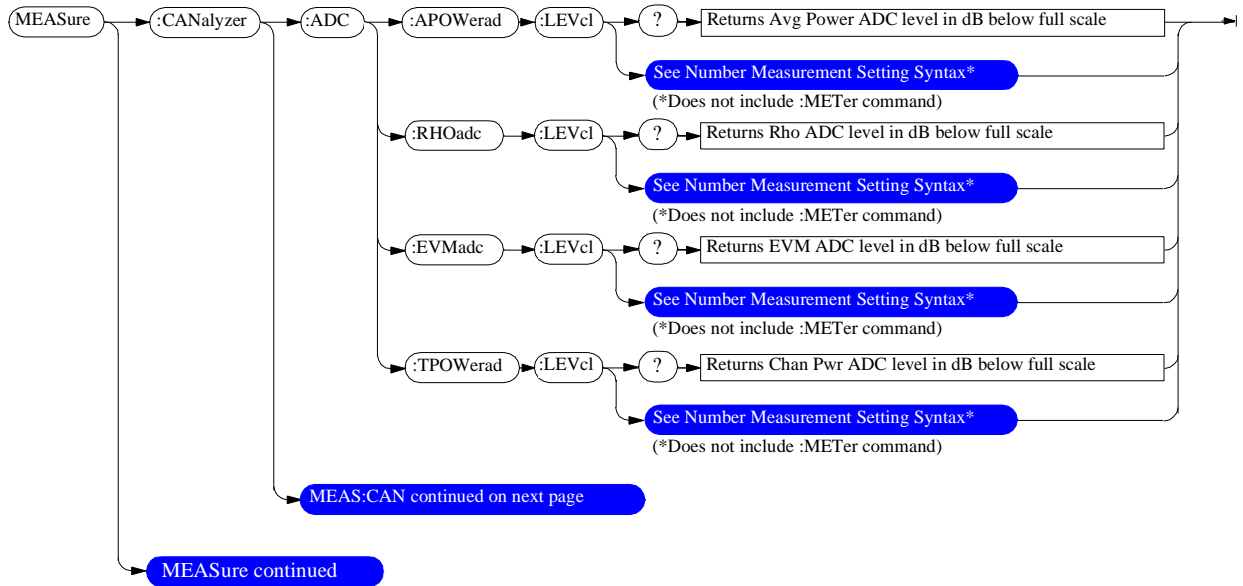 MEASure :CANalyzer :ADC :APOWerad :LEVcl ? Returns Avg Power ADC level in dB below full scale
See Number Measurement Setting Syntax*
(*Does not include :METer command)
:RHOadc :LEVcl ? Returns Rho ADC level in dB below full scale
See Number Measurement Setting Syntax*
(*Does not include :METer command)
:EVMadc :LEVcl ? Returns EVM ADC level in dB below full scale
See Number Measurement Setting Syntax*
(*Does not include :METer command)
:TPOWerad :LEVcl ? Returns Chan Pwr ADC level in dB below full scale
See Number Measurement Setting Syntax*
(*Does not include :METer command)
MEAS:CAN continued on next page
MEASure continued